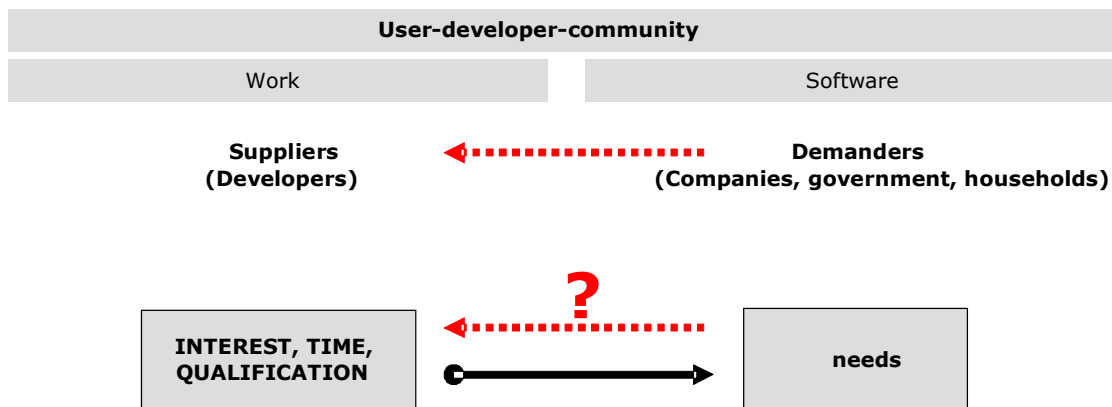 User-developer-community
Work
Software
Suppliers
(Developers)
Demanders
(Companies, government, households)
?
INTEREST, TIME,
QUALIFICATION
needs